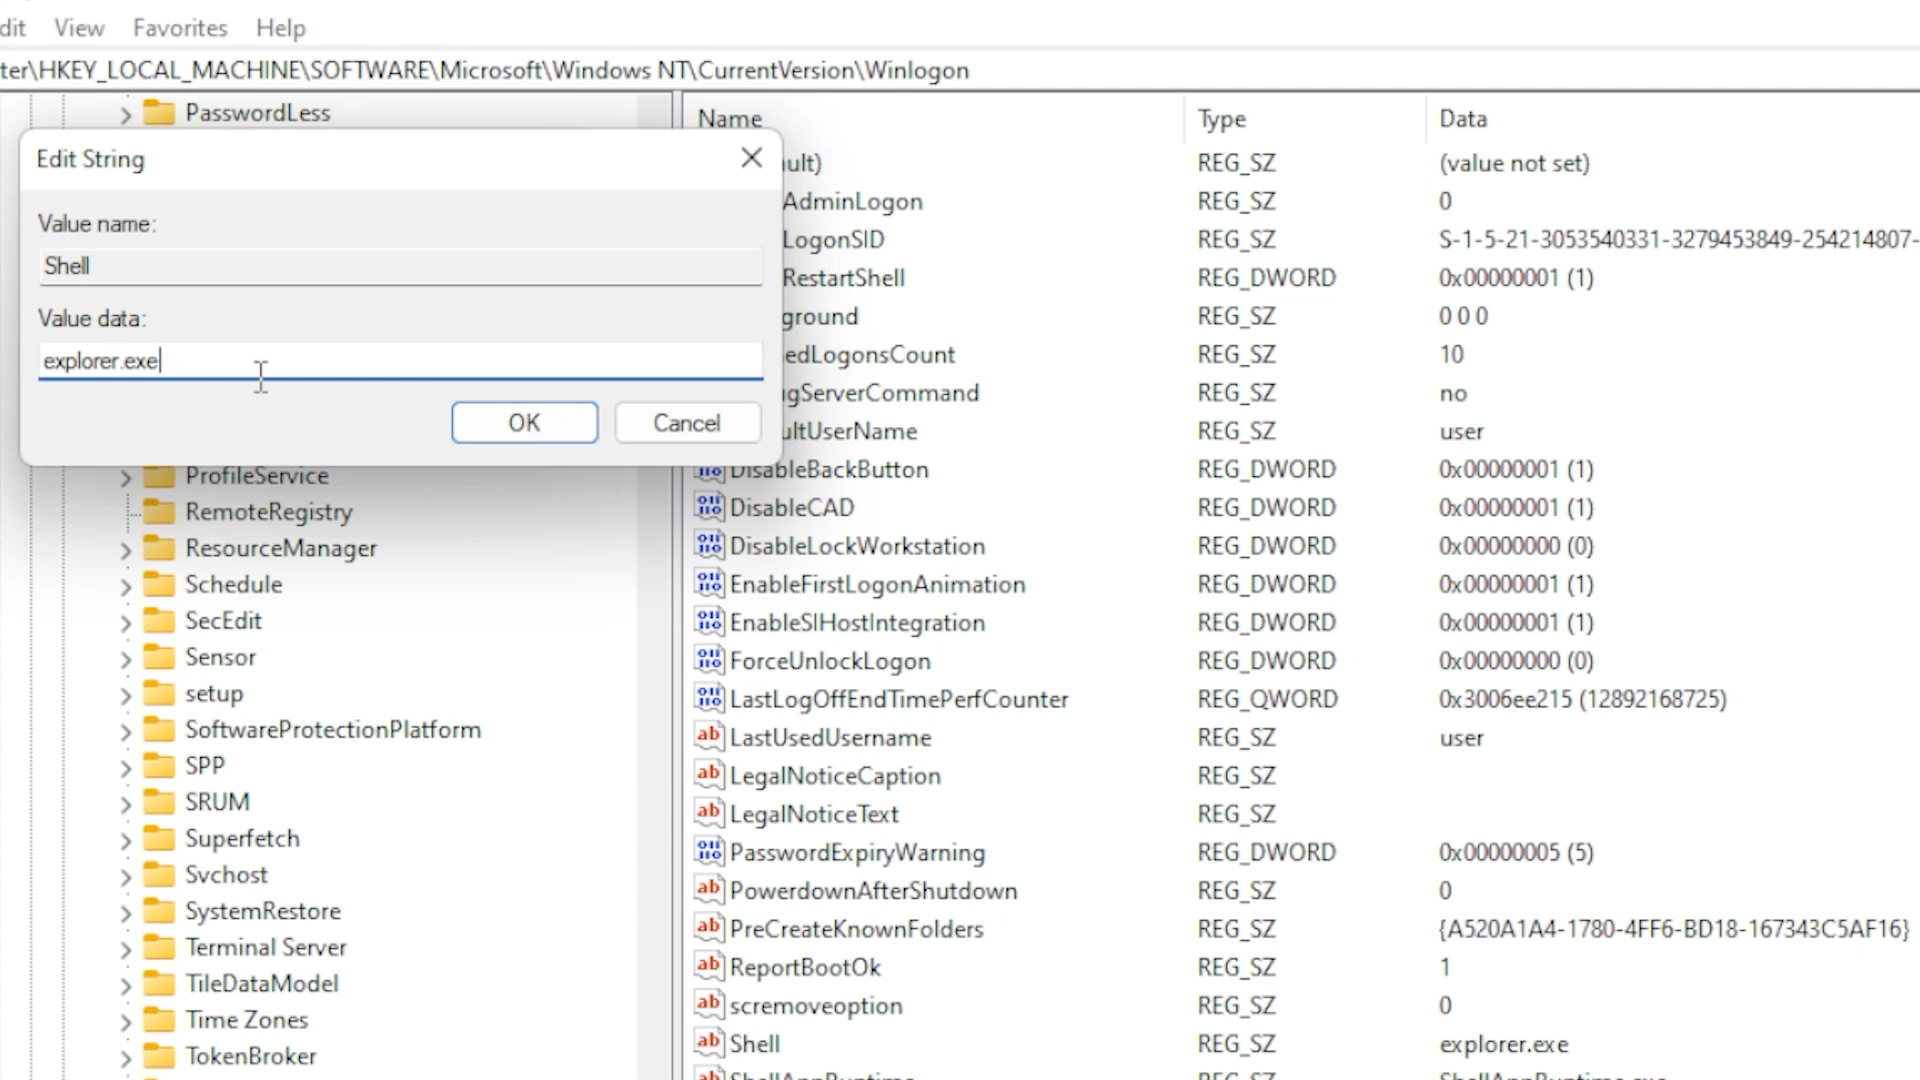 dit View Favorites Help
ter\HKEY_LOCAL_MACHINE\SOFTWARE\Microsoft\Windows NT\CurrentVersion\Winlogon
PasswordLess
Edit String
Value name:
Shell
Value data:
explorer.exe
OK Cancel
ProfileService
RemoteRegistry
ResourceManager
Schedule
SecEdit
Sensor
setup
SoftwareProtectionPlatform
SPP
SRUM
Superfetch
Svchost
SystemRestore
Terminal Server
TileDataModel
Time Zones
TokenBroker
Name Type Data
ault) REG_SZ (value not set)
AdminLogon REG_SZ 0
LogonSID REG_SZ S-1-5-21-3053540331-3279453849-254214807-
RestartShell REG_DWORD 0x00000001 (1)
ground REG_SZ 0 0 0
edLogonsCount REG_SZ 10
gServerCommand REG_SZ no
ultUserName REG_SZ user
DisableBackButton REG_DWORD 0x00000001 (1)
DisableCAD REG_DWORD 0x00000001 (1)
DisableLockWorkstation REG_DWORD 0x00000000 (0)
EnableFirstLogonAnimation REG_DWORD 0x00000001 (1)
EnableSIHostIntegration REG_DWORD 0x00000001 (1)
ForceUnlockLogon REG_DWORD 0x00000000 (0)
LastLogOffEndTimePerfCounter REG_QWORD 0x3006ee215 (12892168725)
LastUsedUsername REG_SZ user
LegalNoticeCaption REG_SZ
LegalNoticeText REG_SZ
PasswordExpiryWarning REG_DWORD 0x00000005 (5)
PowerdownAfterShutdown REG_SZ 0
PreCreateKnownFolders REG_SZ {A520A1A4-1780-4FF6-BD18-167343C5AF16}
ReportBootOk REG_SZ 1
scremoveoption REG_SZ 0
Shell REG_SZ explorer.exe
ShellAppRuntime REG_SZ ShellAppRuntime.exe